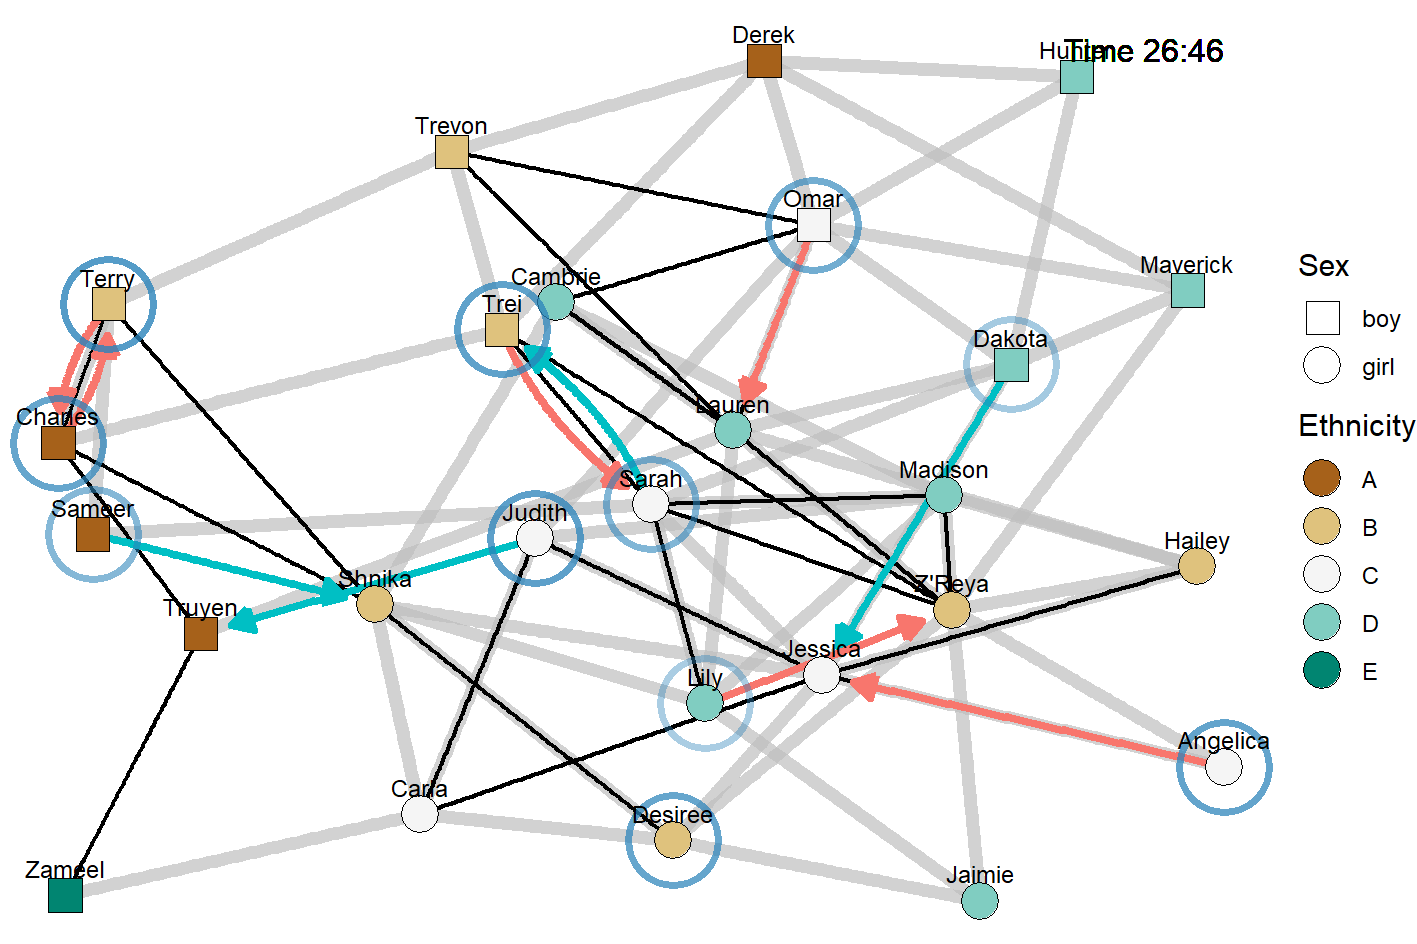 Derek
Hunter
Time 26:46
Trevon
Omar
Sex
Maverick
Terry
Cambrie
Trei
boy
Dakota
girl
Charles
Lauren
Ethnicity
Sarah
Madison
A
Sameer
Judith
B
Hailey
Shnika
Z'Reya
C
Truyen
D
Jessica
Lily
E
Angelica
Carla
Desiree
Zameel
Jaimie